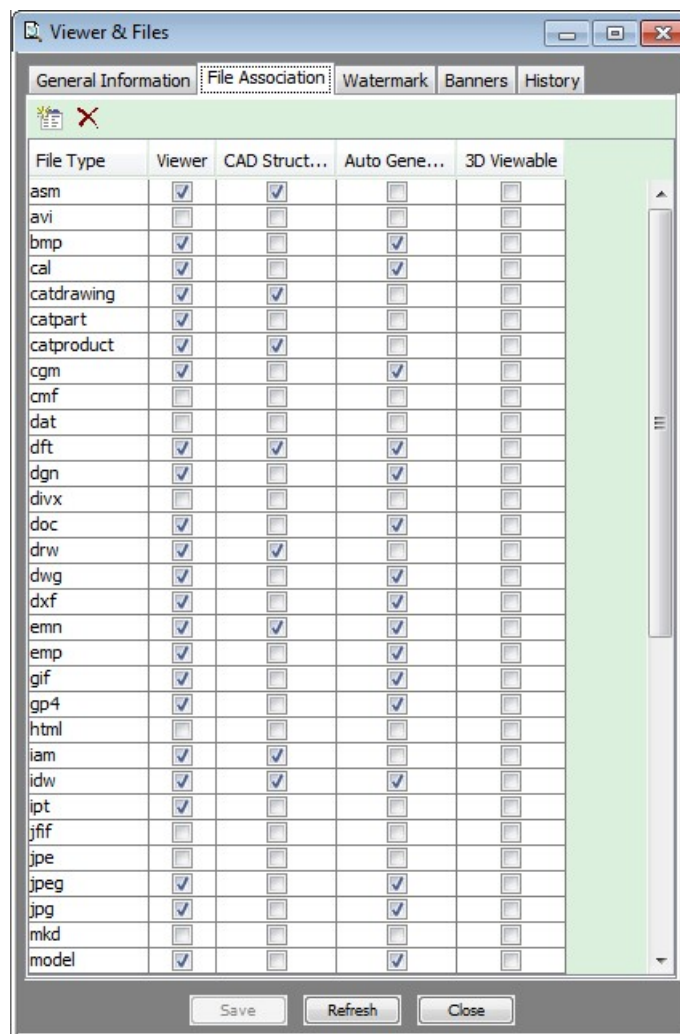 Viewer & Files
General Information File Association Watermark Banners History
File Type Viewer CAD Struct... Auto Gene... 3D Viewable
asm
avi
bmp
cal
catdrawing
catpart
catproduct
cgm
cmf
dat
dft
dgn
divx
doc
drw
dwg
dxf
emn
emp
gif
gp4
html
iam
idw
ipt
jfif
jpe
jpeg
jpg
mkd
model
Save Refresh Close